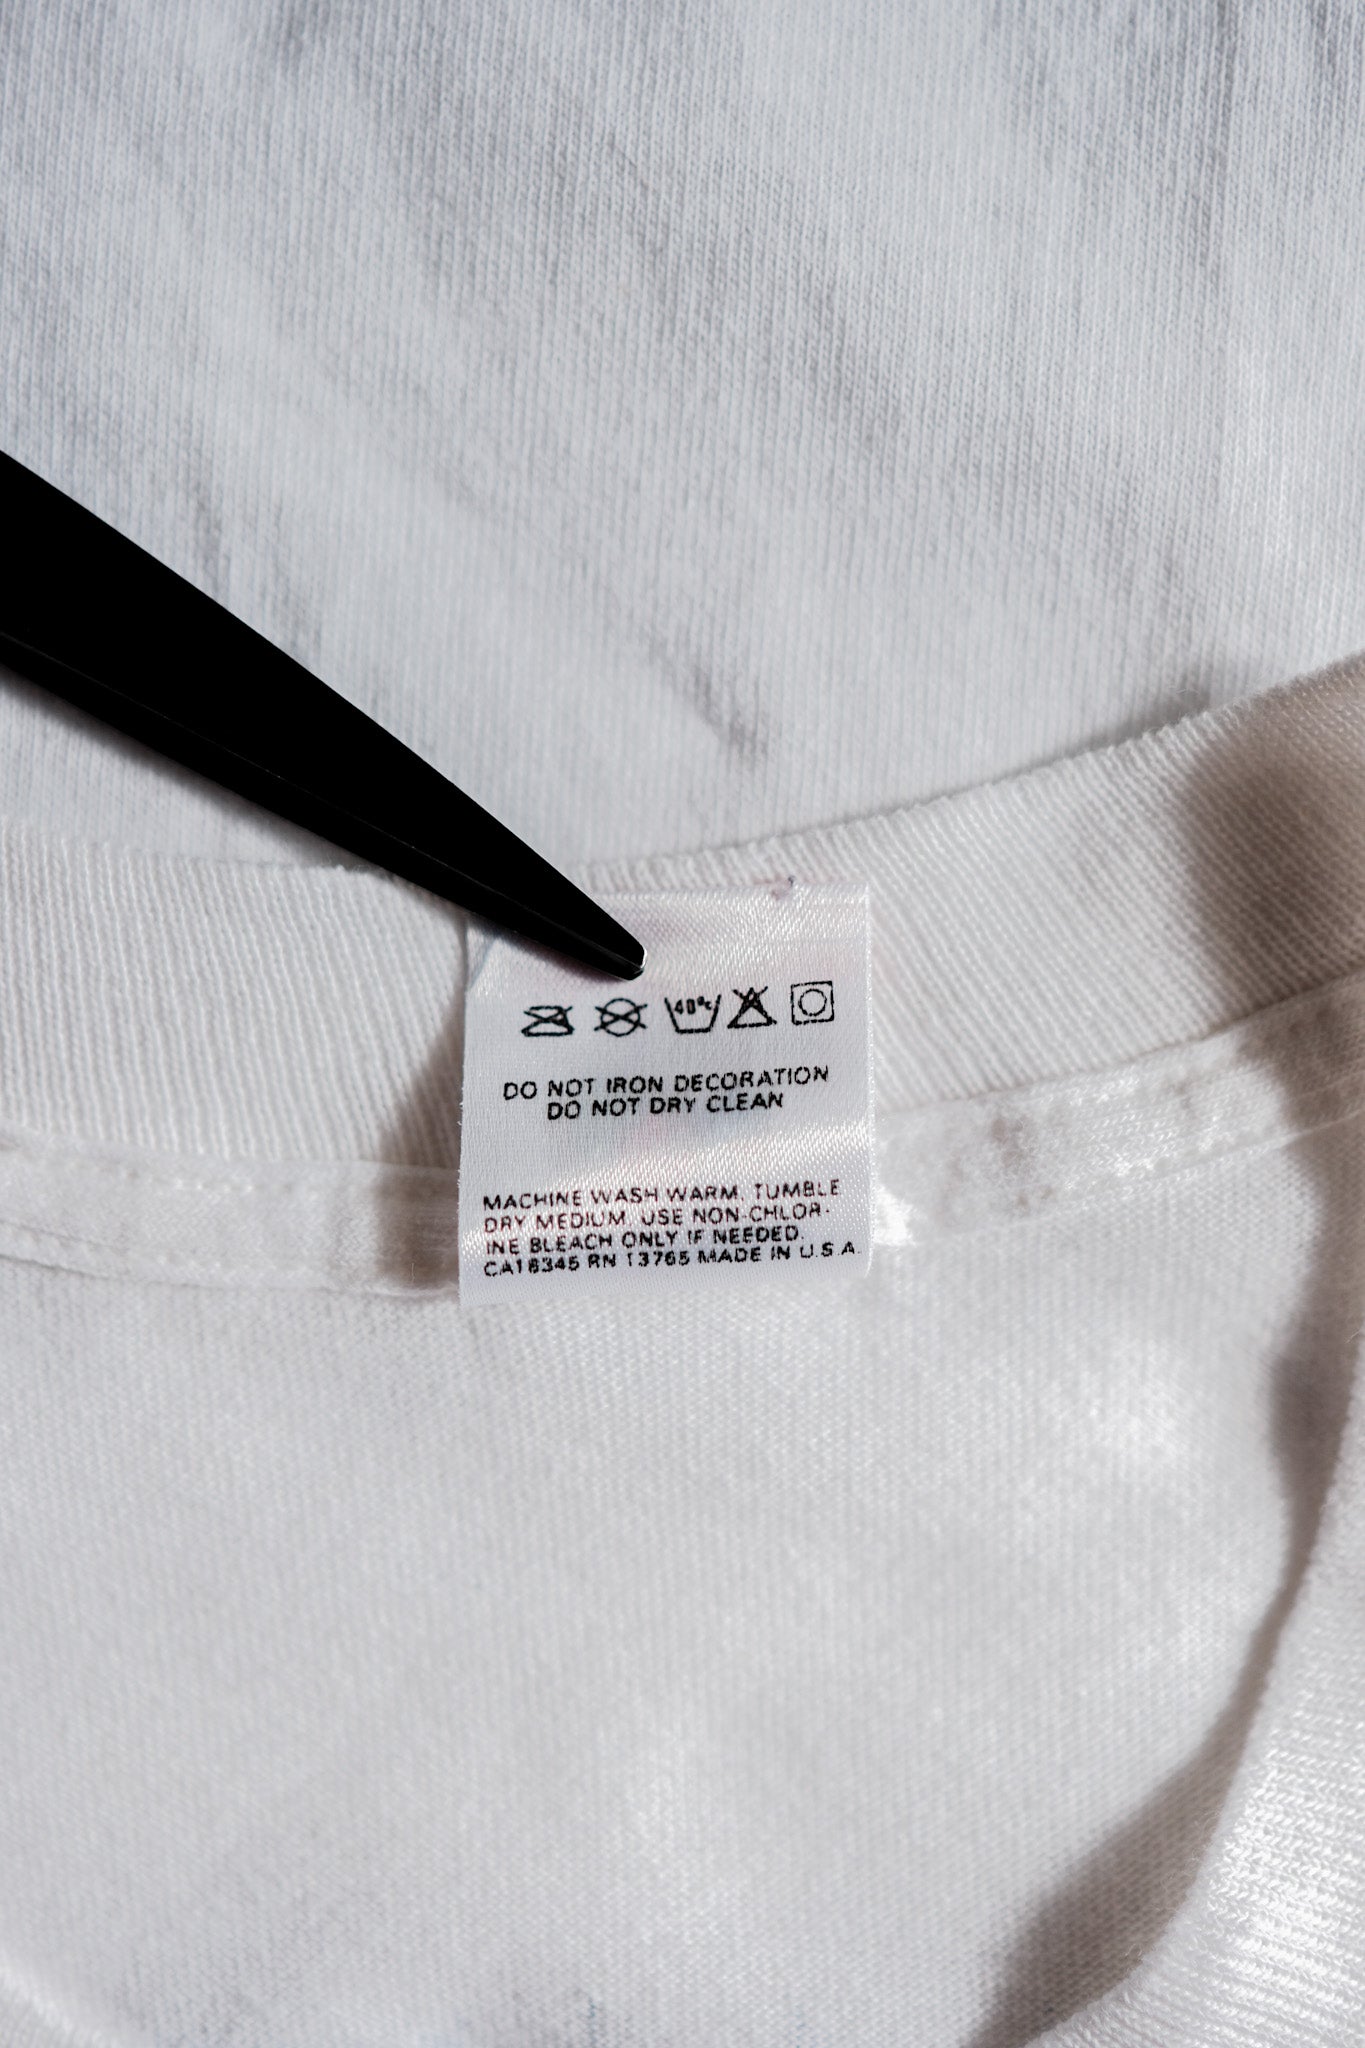 40°C
DO NOT IRON DECORATION
DO NOT DRY CLEAN
MACHINE WASH WARM, TUMBLE
DRY MEDIUM. USE NON-CHLOR-
INE BLEACH ONLY IF NEEDED.
CA18345 RN 13765 MADE IN U.S.A.